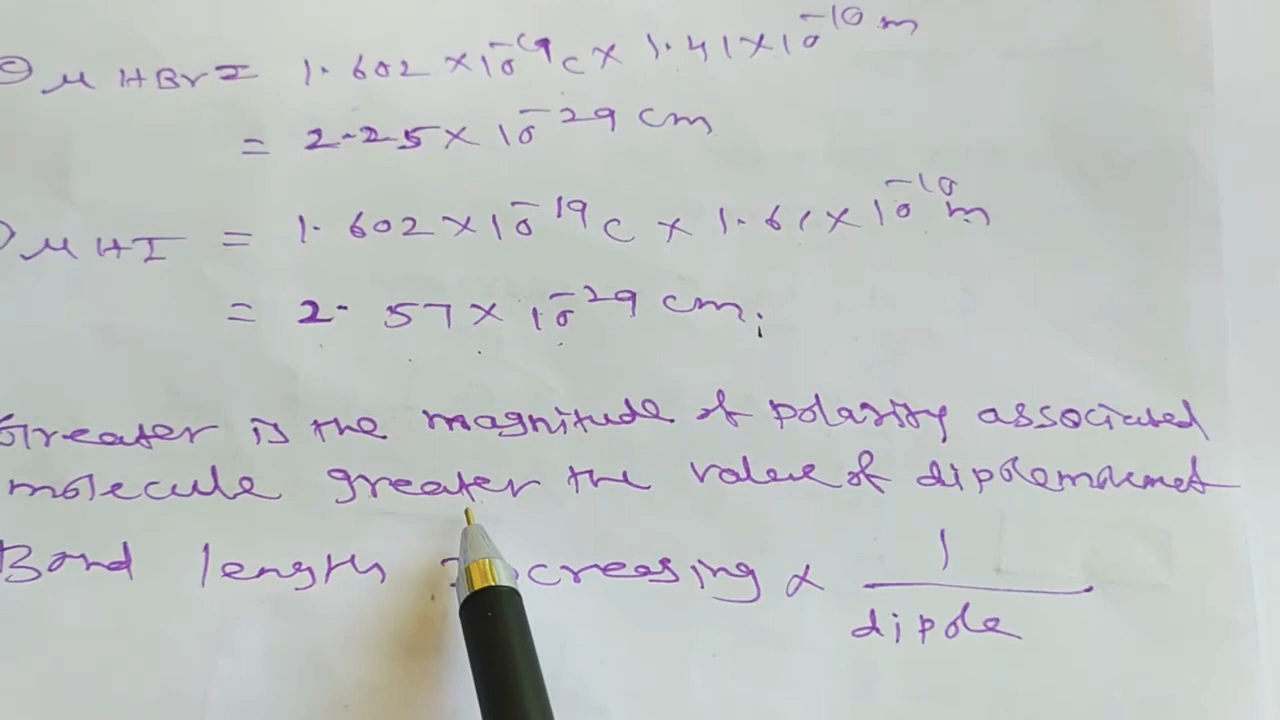 μ HBr = 1.602 × 10⁻¹⁹ c × 1.41 × 10⁻¹⁰ m
= 2.25 × 10⁻²⁹ cm
μ HI = 1.602 × 10⁻¹⁹ c × 1.61 × 10⁻¹⁰ m
= 2.57 × 10⁻²⁹ cm.
Greater is the magnitude of polarity associated
molecule greater the value of
Bond length ∝ 1/dipole